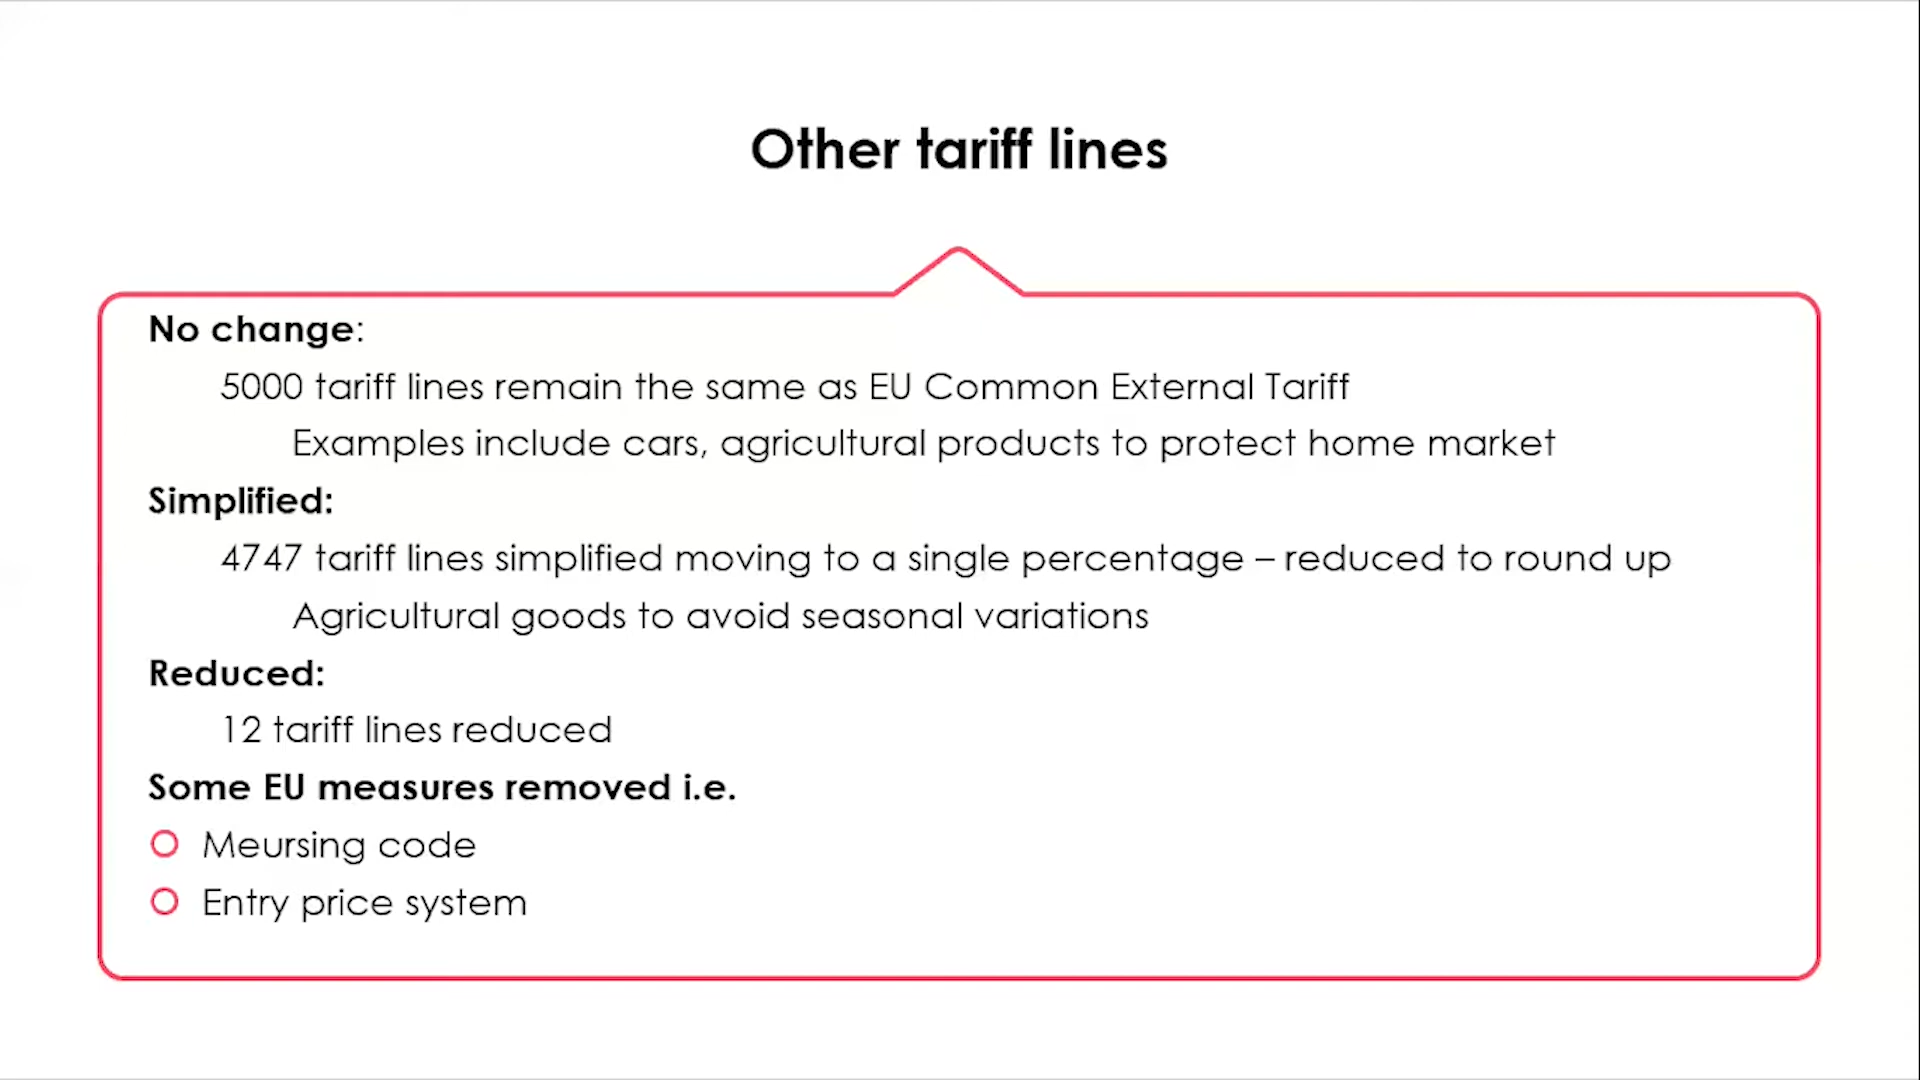 Other tariff lines
No change:
5000 tariff lines remain the same as EU Common External Tariff
Examples include cars, agricultural products to protect home market
Simplified:
4747 tariff lines simplified moving to a single percentage – reduced to round up
Agricultural goods to avoid seasonal variations
Reduced:
12 tariff lines reduced
Some EU measures removed i.e.
Meursing code
Entry price system